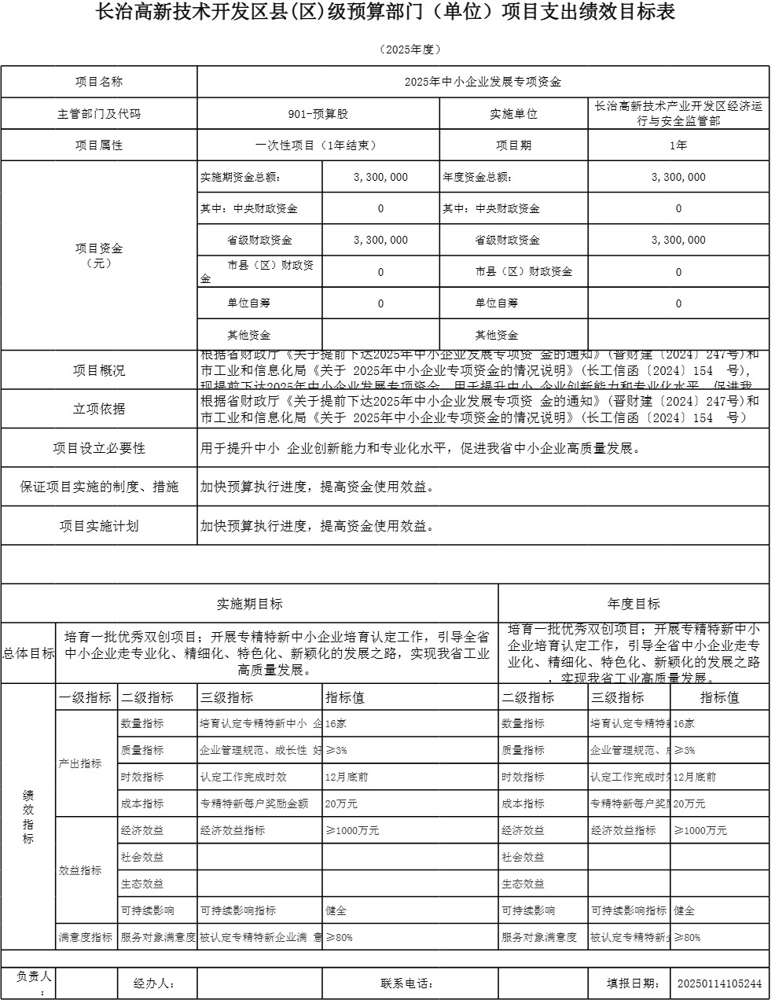 长治高新技术开发区县(区)级预算部门（单位）项目支出绩效目标表
（2025年度）
项目名称 2025年中小企业发展专项资金
主管部门及代码 901-预算股 实施单位 长治高新技术产业开发区经济运
行与安全监管部
项目属性 一次性项目（1年结束） 项目期 1年
项目资金
（元）
实施期资金总额： 3,300,000 年度资金总额： 3,300,000
其中：中央财政资金 0 其中：中央财政资金 0
省级财政资金 3,300,000 省级财政资金 3,300,000
市县（区）财政资
金 0 市县（区）财政资金 0
单位自筹 0 单位自筹 0
其他资金 其他资金
项目概况
根据省财政厅《关于提前下达2025年中小企业发展专项资 金的通知》(晋财建〔2024〕247号)和
市工业和信息化局《关于 2025年中小企业专项资金的情况说明》(长工信函〔2024〕154 号),
现提前下达2025年中小企业发展专项资金，用于提升中小 企业创新能力和专业化水平，促进我
立项依据
根据省财政厅《关于提前下达2025年中小企业发展专项资 金的通知》(晋财建〔2024〕247号)和
市工业和信息化局《关于 2025年中小企业专项资金的情况说明》(长工信函〔2024〕154 号）
项目设立必要性 用于提升中小 企业创新能力和专业化水平，促进我省中小企业高质量发展。
保证项目实施的制度、措施 加快预算执行进度，提高资金使用效益。
项目实施计划 加快预算执行进度，提高资金使用效益。
实施期目标 年度目标
总体目标
培育一批优秀双创项目；开展专精特新中小企业培育认定工作，引导全省
中小企业走专业化、精细化、特色化、新颖化的发展之路，实现我省工业
高质量发展。
培育一批优秀双创项目；开展专精特新中小
企业培育认定工作，引导全省中小企业走专
业化、精细化、特色化、新颖化的发展之路
，实现我省工业高质量发展。
绩效指标
一级指标 二级指标 三级指标 指标值 二级指标 三级指标 指标值
产出指标
数量指标 培育认定专精特新中小 企 16家 数量指标 培育认定专精特新 16家
质量指标 企业管理规范、成长性 好 ≥3% 质量指标 企业管理规范、 ≥3%
时效指标 认定工作完成时效 12月底前 时效指标 认定工作完成时效 12月底前
成本指标 专精特新每户奖励金额 20万元 成本指标 专精特新每户奖励 20万元
效益指标
经济效益 经济效益指标 ≥1000万元 经济效益 经济效益指标 ≥1000万元
社会效益 社会效益
生态效益 生态效益
可持续影响 可持续影响指标 健全 可持续影响 可持续影响指标 健全
满意度指标 服务对象满意度 被认定专精特新企业满 意 ≥80% 服务对象满意度 被认定专精特新 ≥80%
负责人
： 经办人： 联系电话： 填报日期： 20250114105244